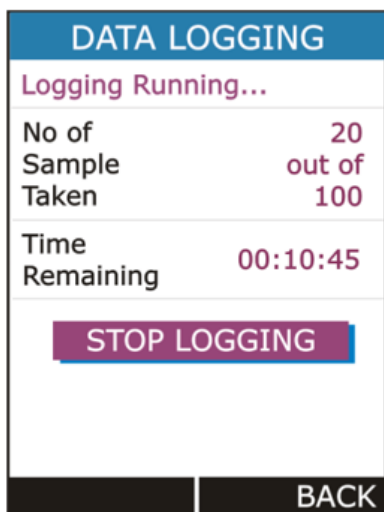 DATA LOGGING
Logging Running...
No of 20
Sample out of
Taken 100
Time
Remaining 00:10:45
STOP LOGGING
BACK